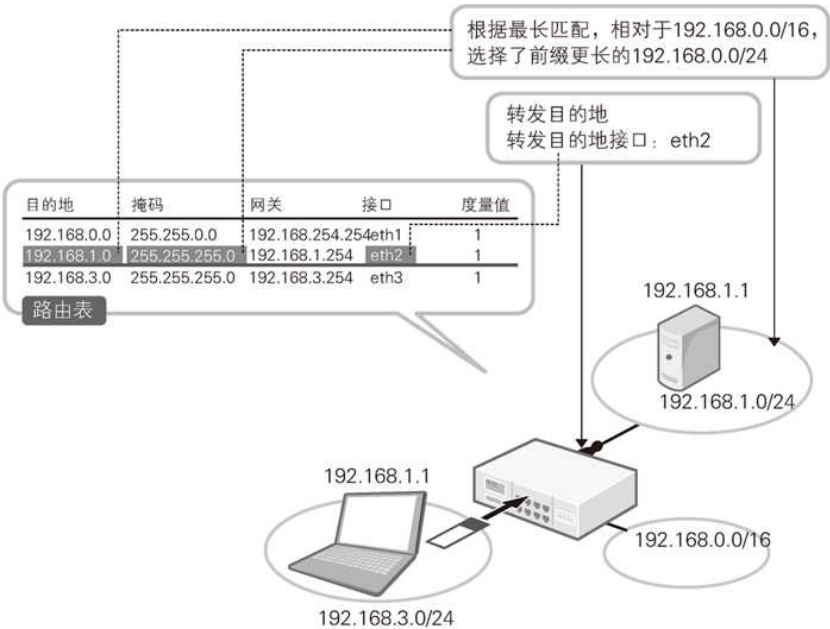 根据最长匹配，相对于192.168.0.0/16，
选择了前缀更长的192.168.0.0/24
转发目的地
转发目的地接口：eth2
目的地 掩码 网关 接口 度量值
192.168.0.0 255.255.0.0 192.168.254.254 eth1 1
192.168.1.0 255.255.255.0 192.168.1.254 eth2 1
192.168.3.0 255.255.255.0 192.168.3.254 eth3 1
路由表
192.168.1.1
192.168.1.0/24
192.168.1.1
192.168.0.0/16
192.168.3.0/24